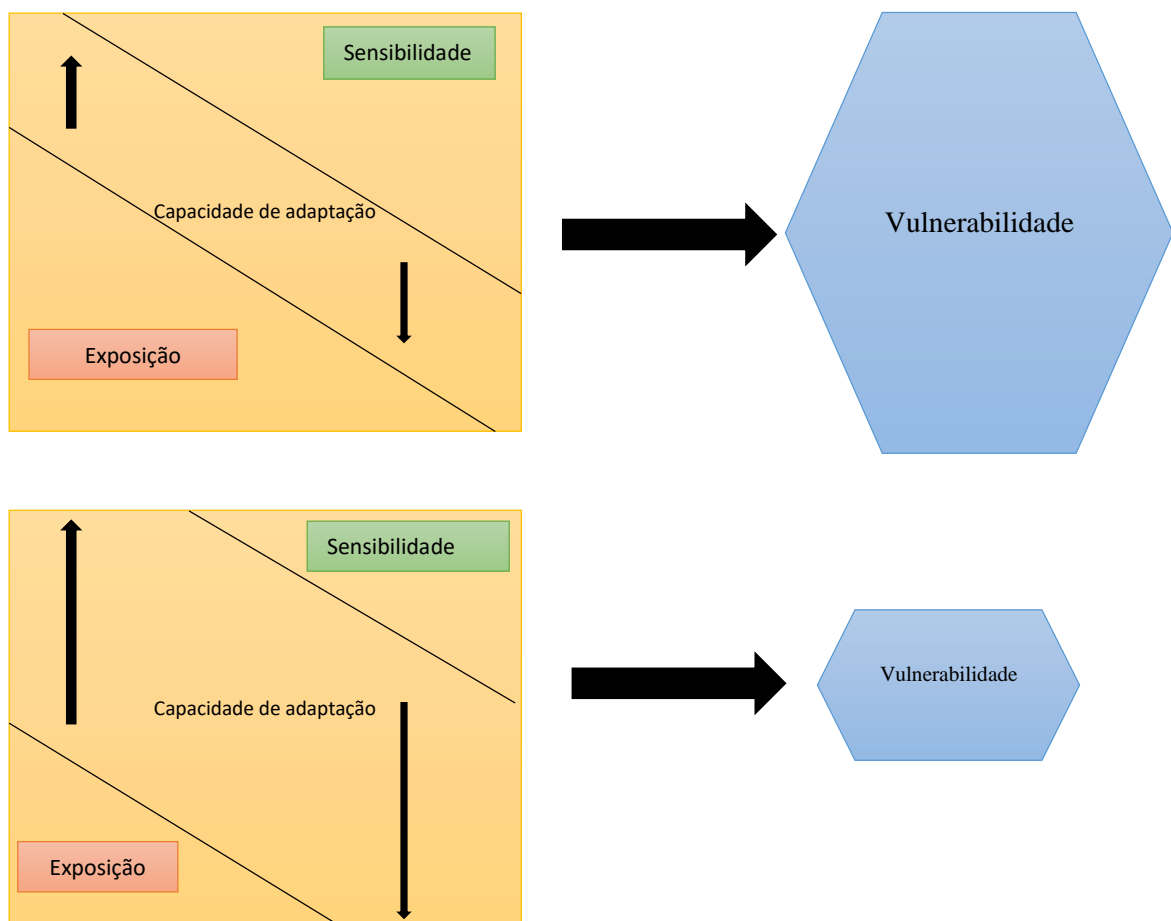 Sensibilidade
Capacidade de adaptação
Vulnerabilidade
Exposição
Sensibilidade
Vulnerabilidade
Capacidade de adaptação
Exposição